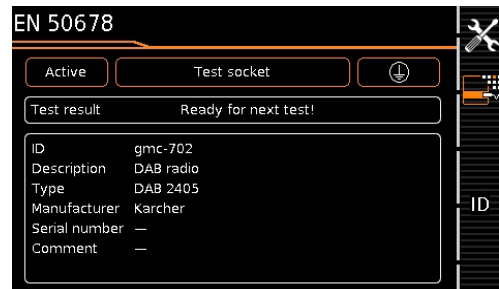 EN 50678
Active Test socket
Test result Ready for next test!
ID gmc-702
Description DAB radio
Type DAB 2405
Manufacturer Karcher
Serial number —
Comment —
ID